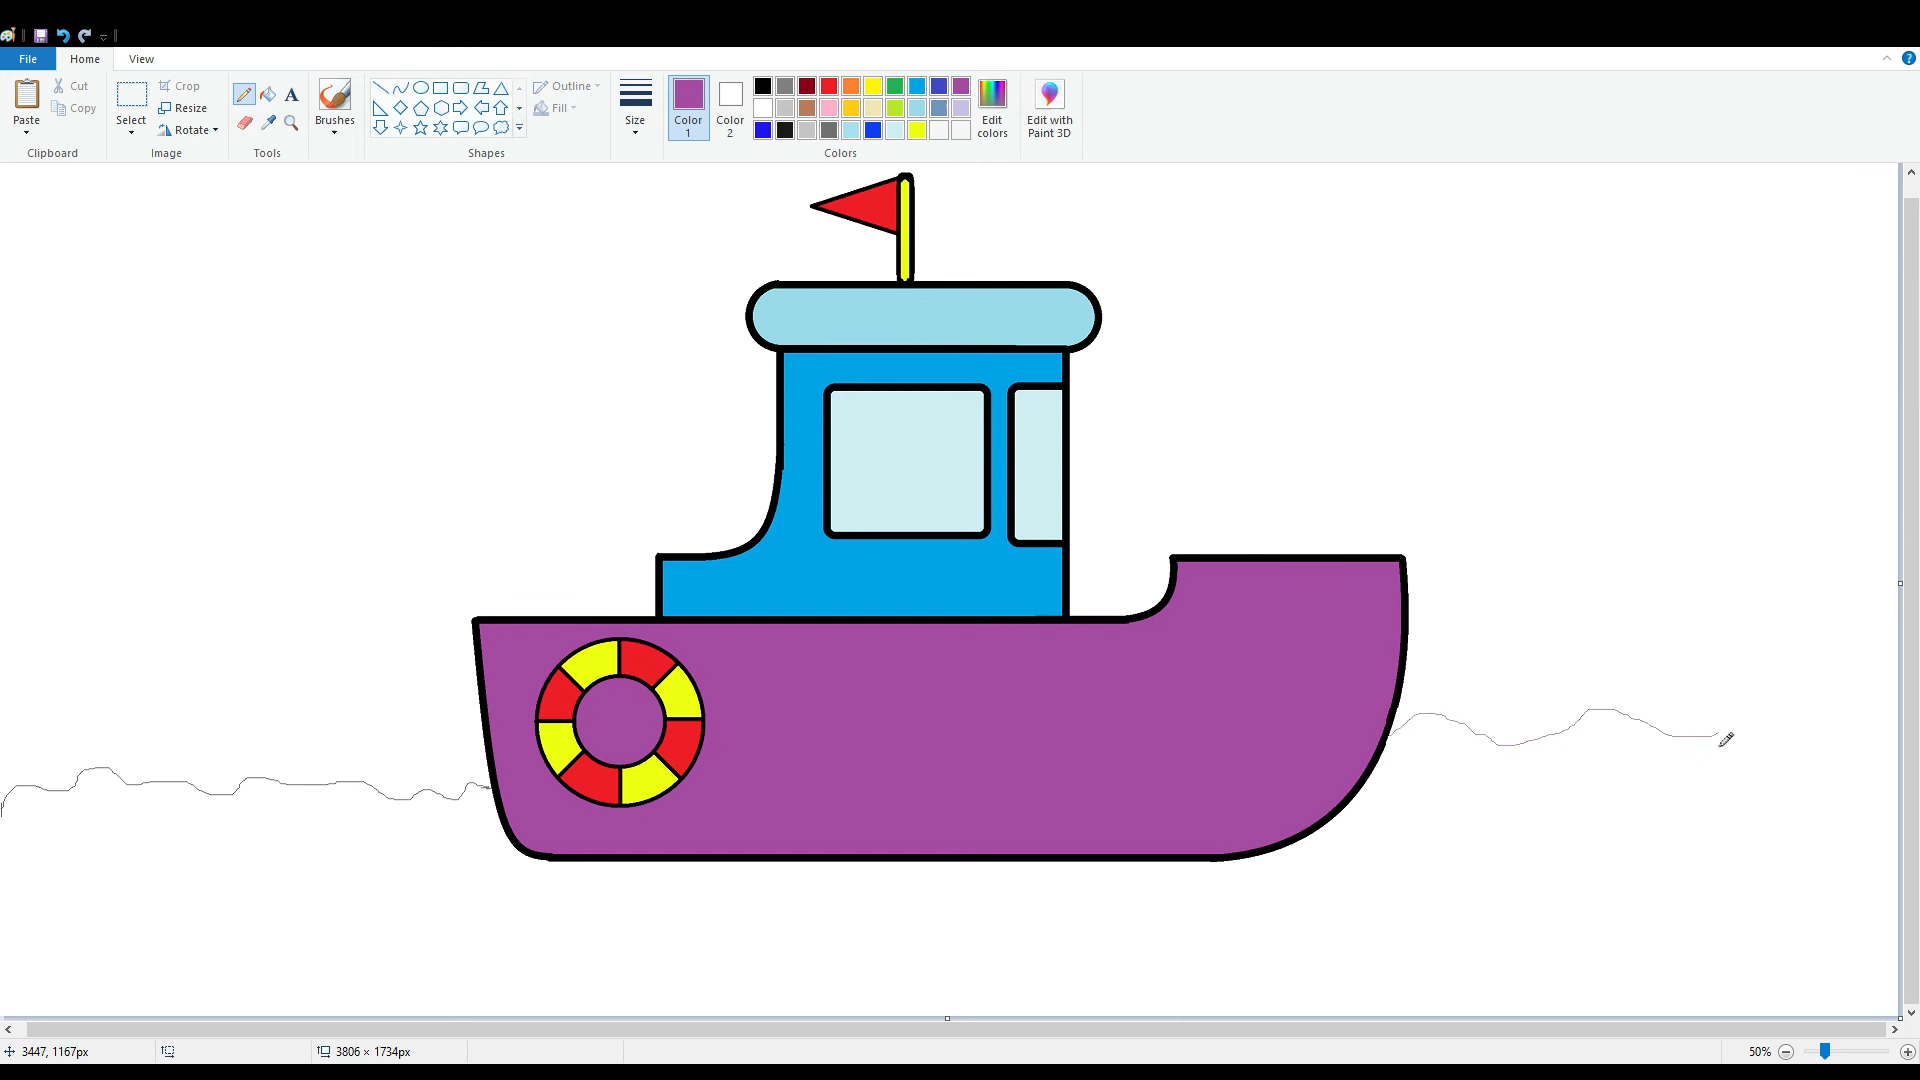 File Home View
Paste Cut Copy Select Crop Resize Rotate Brushes Outline Fill Size Color 1 Color 2 Edit colors Edit with Paint 3D
Clipboard Image Tools Shapes Colors
A
3447, 1167px 3806 × 1734px 50%